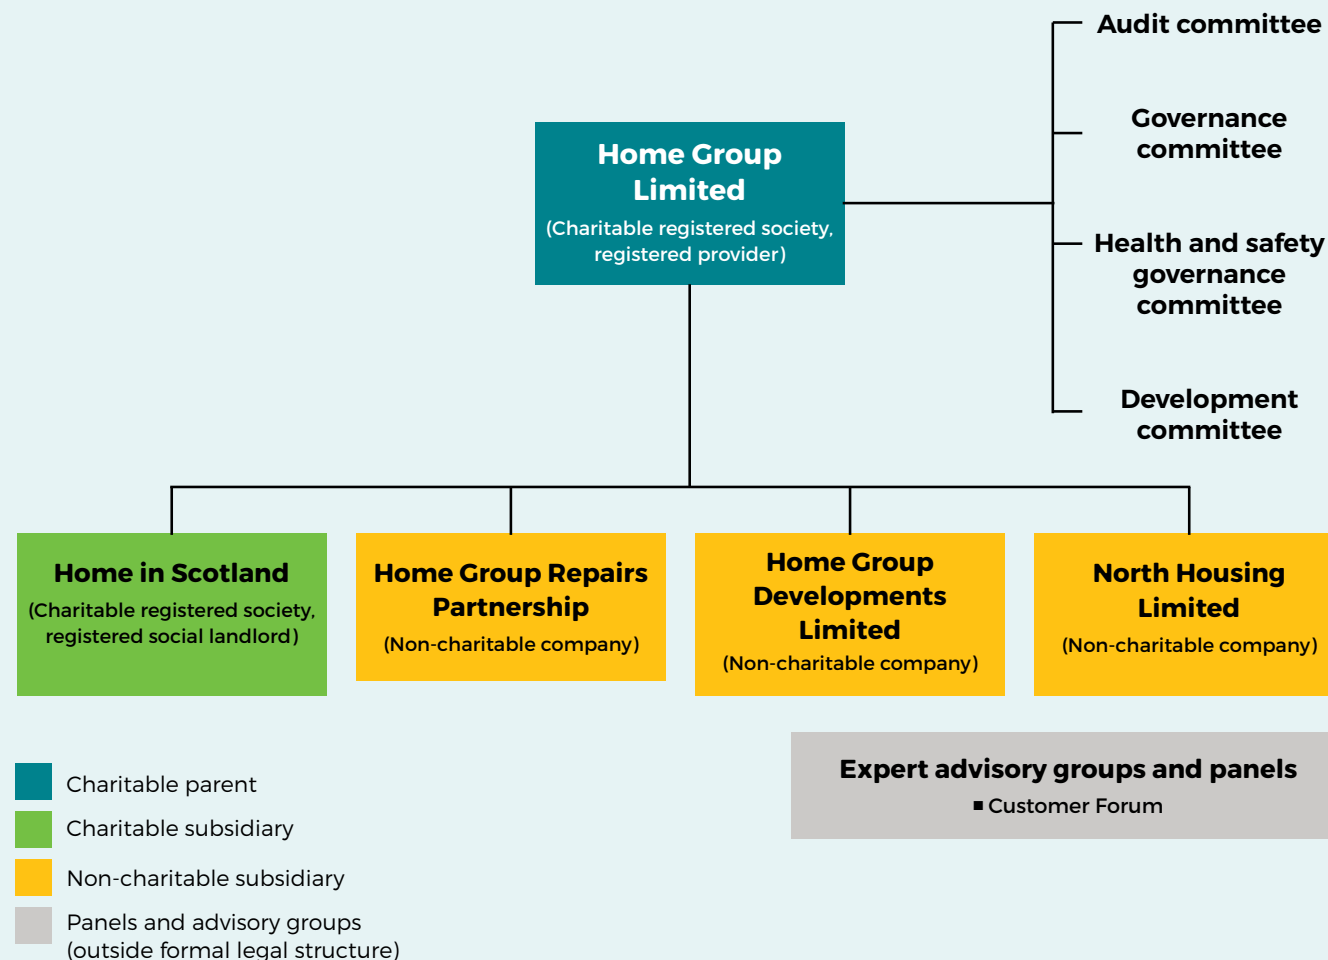 Audit committee
Governance
committee
Home Group
Limited
(Charitable registered society,
registered provider)
Health and safety
governance
committee
Development
committee
Home in Scotland
(Charitable registered society,
registered social landlord)
Home Group Repairs
Partnership
(Non-charitable company)
Home Group
Developments
Limited
(Non-charitable company)
North Housing
Limited
(Non-charitable company)
Expert advisory groups and panels
▪ Customer Forum
Charitable parent
Charitable subsidiary
Non-charitable subsidiary
Panels and advisory groups
(outside formal legal structure)